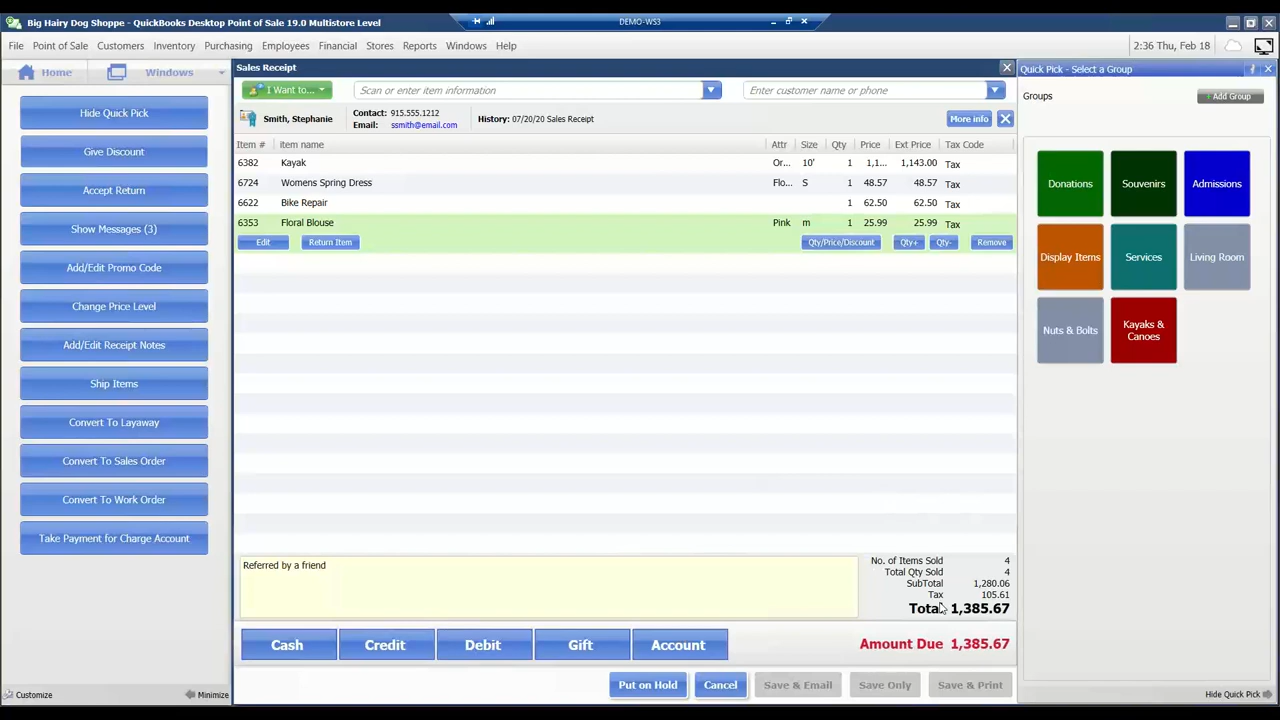 Big Hairy Dog Shoppe - QuickBooks Desktop Point of Sale 19.0 Multistore Level
DEMO-WS3
File Point of Sale Customers Inventory Purchasing Employees Financial Stores Reports Windows Help
2:36 Thu, Feb 18
Home Windows
Hide Quick Pick
Give Discount
Accept Return
Show Messages (3)
Add/Edit Promo Code
Change Price Level
Add/Edit Receipt Notes
Ship Items
Convert To Layaway
Convert To Sales Order
Convert To Work Order
Take Payment for Charge Account
Customize Minimize
Sales Receipt
I Want to... Scan or enter item information Enter customer name or phone
Smith, Stephanie Contact: 915.555.1212 History: 07/20/20 Sales Receipt More info
Email: ssmith@email.com
Item # Item name Attr Size Qty Price Ext Price Tax Code
6382 Kayak Or... 10' 1 1,1... 1,143.00 Tax
6724 Womens Spring Dress Flo... S 1 48.57 48.57 Tax
6622 Bike Repair 1 62.50 62.50 Tax
6353 Floral Blouse Pink m 1 25.99 25.99 Tax
Edit Return Item Qty/Price/Discount Qty+ Qty- Remove
Referred by a friend
No. of Items Sold 4
Total Qty Sold 4
SubTotal 1,280.06
Tax 105.61
Total 1,385.67
Cash Credit Debit Gift Account Amount Due 1,385.67
Put on Hold Cancel Save & Email Save Only Save & Print
Quick Pick - Select a Group
Groups + Add Group
Donations Souvenirs Admissions
Display Items Services Living Room
Nuts & Bolts Kayaks &
Canoes
Hide Quick Pick